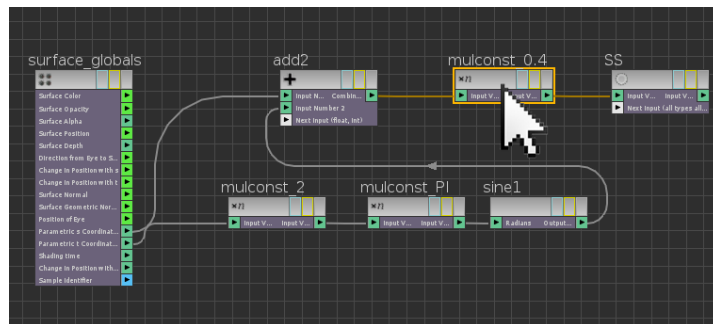 surface_globals
Surface Color
Surface Opacity
Surface Alpha
Surface Position
Surface Depth
Direction from Eye to S...
Change in Position with s
Change in Position with t
Surface Normal
Surface Geometric Nor...
Position of Eye
Parametric s Coordinat...
Parametric t Coordinat...
Shading time
Change in Position with...
Sample Identifier
add2
Input N... Combin...
Input Number 2
Next Input (float, int)
mulconst_0.4
Input V... Input V...
SS
Input V... Input V...
Next Input (all types all...
mulconst_2
Input V... Input V...
mulconst_PI
Input V... Input V...
sine1
Radians Output...